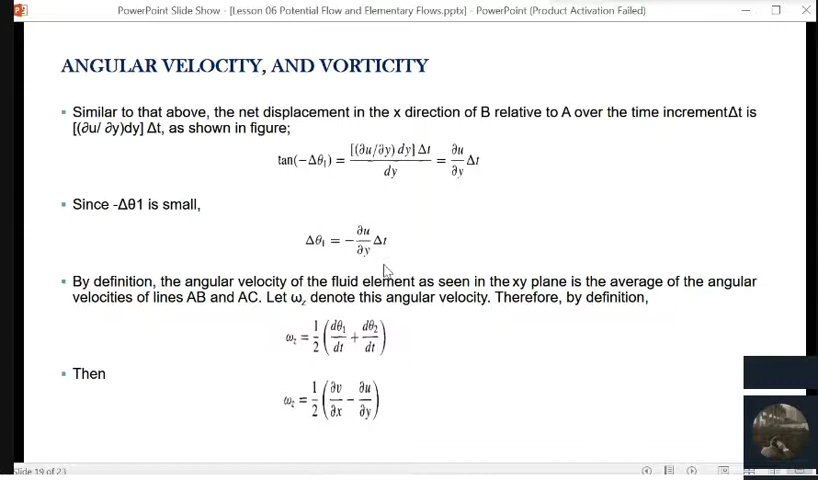 PowerPoint Slide Show - [Lesson 06 Potential Flow and Elementary Flows.pptx] - PowerPoint (Product Activation Failed)
ANGULAR VELOCITY, AND VORTICITY
▪ Similar to that above, the net displacement in the x direction of B relative to A over the time incrementΔt is
[(∂u/ ∂y)dy] Δt, as shown in figure;
tan(−Δθ₁) = [(∂u/∂y) dy] Δt / dy = ∂u/∂y Δt
▪ Since -Δθ1 is small,
Δθ₁ = − ∂u/∂y Δt
▪ By definition, the angular velocity of the fluid element as seen in the xy plane is the average of the angular
velocities of lines AB and AC. Let ω_z denote this angular velocity. Therefore, by definition,
ω_z = 1/2 (dθ₁/dt + dθ₂/dt)
▪ Then
ω_z = 1/2 (∂v/∂x − ∂u/∂y)
Slide 19 of 23